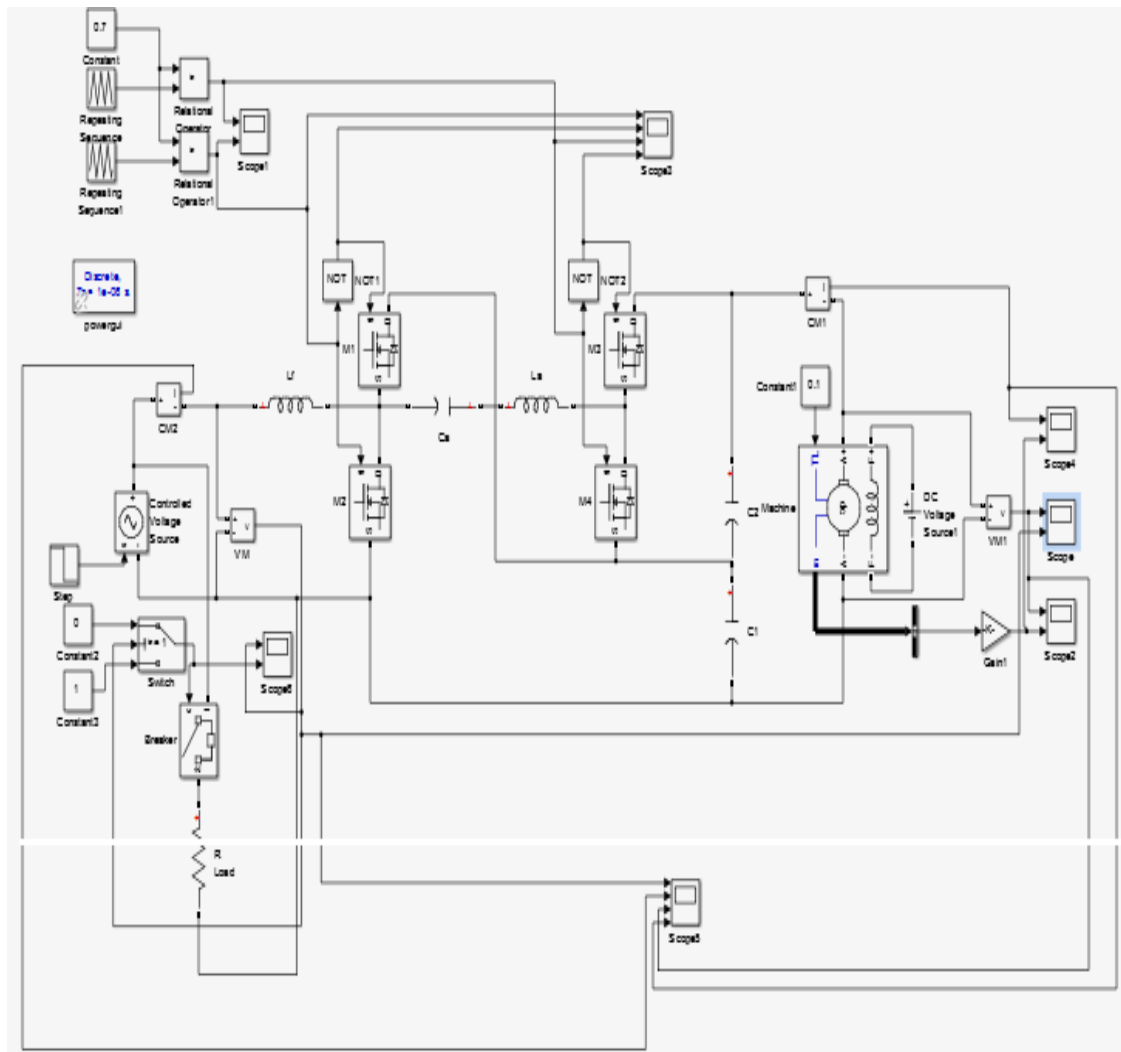 0.7
Constant
Repeating
Sequence
Relational
Operator
Scope1
Repeating
Sequence1
Relational
Operator1
Scope3
Discrete,
powergui
NOT
NOT1
NOT
NOT2
M1
M3
CM1
Constant1
0.1
Lf
Cs
Ls
CM2
M2
M4
C2
Machine
TL
A+
F+
DC
Voltage
Source1
m
A-
F-
Scope4
VM1
Scope
Controlled
Voltage
Source
VM
Step
0
Constant2
Switch
1
Constant3
Scope6
C1
Gain1
Scope2
Breaker
R
Load
Scope5